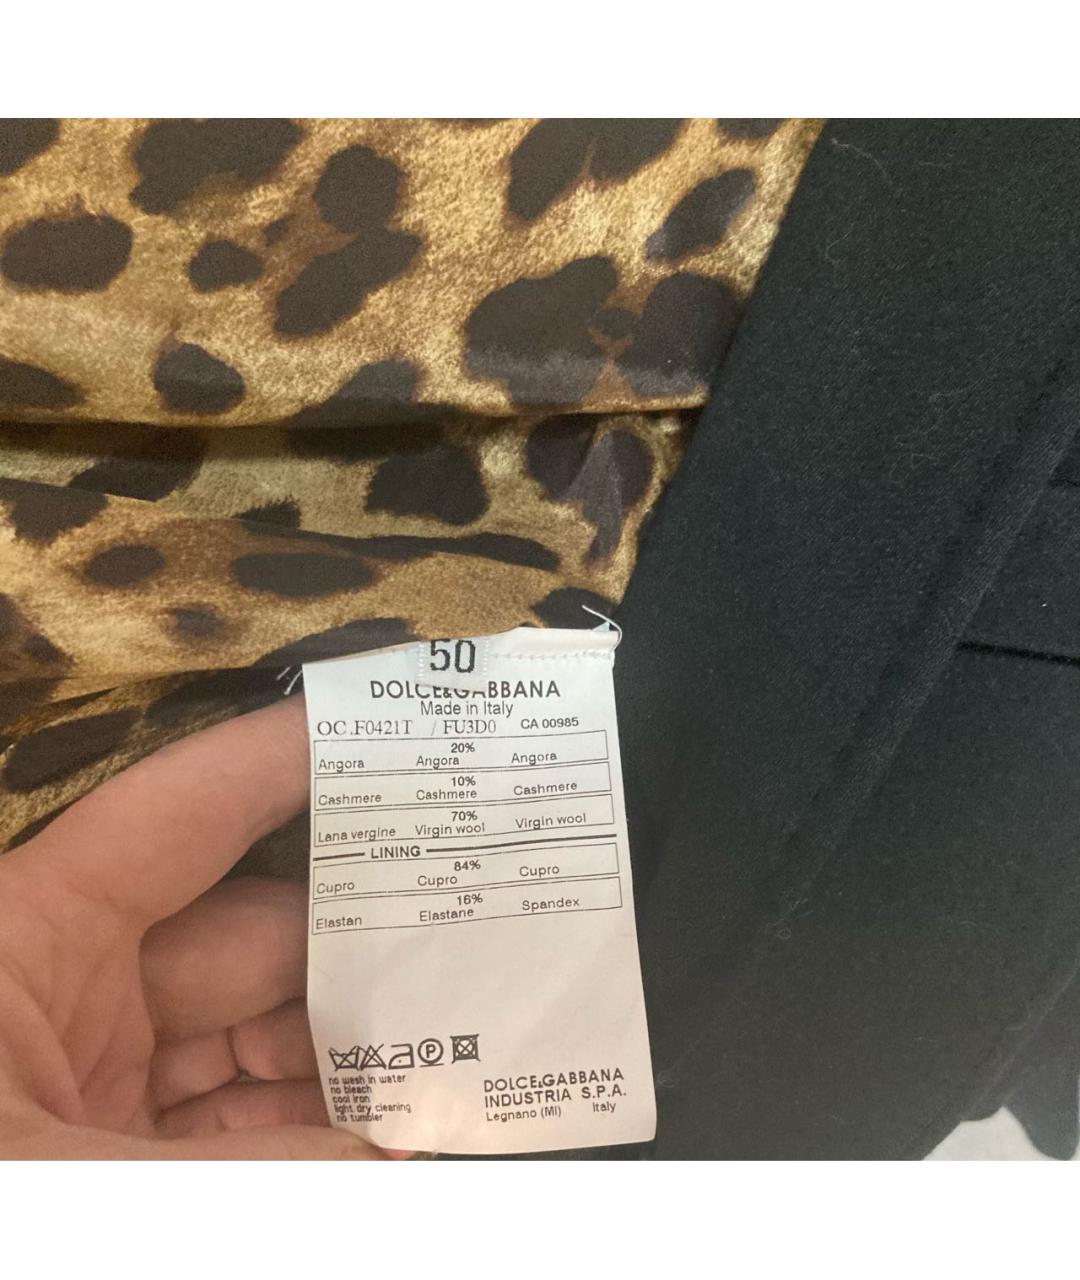 50
DOLCE&GABBANA
Made in Italy
OC.F0421T / FU3D0 CA 00985
20%
Angora Angora Angora
10%
Cashmere Cashmere Cashmere
70%
Lana vergine Virgin wool Virgin wool
LINING
84%
Cupro Cupro Cupro
16%
Elastan Elastane Spandex
P
no wash in water
no bleach
cool iron
light dry cleaning
no tumbler
DOLCE&GABBANA
INDUSTRIA S.P.A.
Legnano (MI) Italy